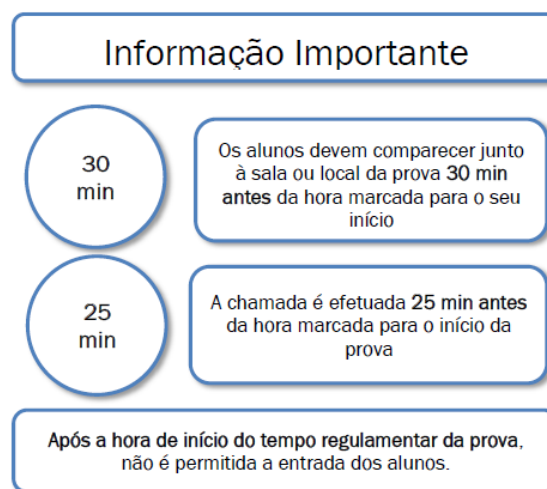 Informação Importante
30
min
Os alunos devem comparecer junto
à sala ou local da prova 30 min
antes da hora marcada para o seu
início
25
min
A chamada é efetuada 25 min antes
da hora marcada para o início da
prova
Após a hora de início do tempo regulamentar da prova,
não é permitida a entrada dos alunos.